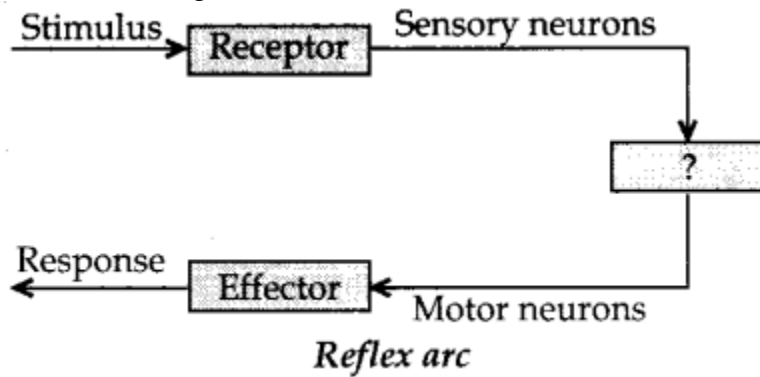 Stimulus
Receptor
Sensory neurons
?
Response
Effector
Motor neurons
Reflex arc